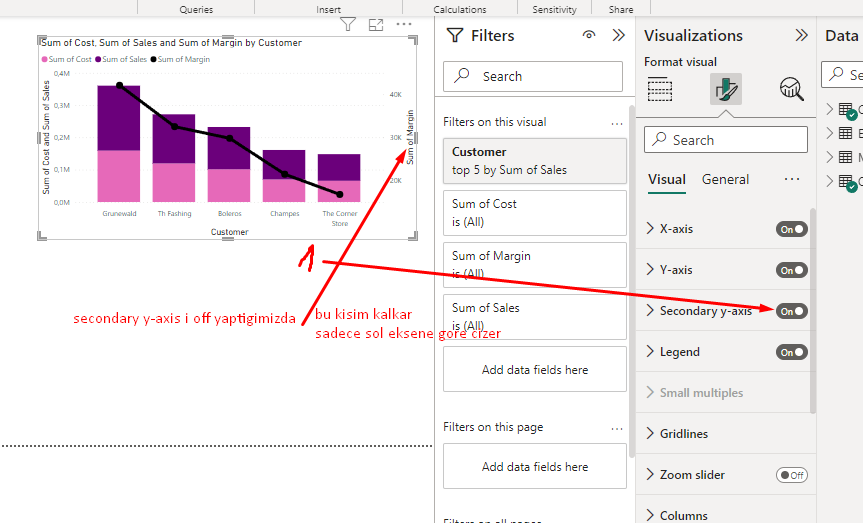 Queries Insert Calculations Sensitivity Share
Sum of Cost, Sum of Sales and Sum of Margin by Customer
Sum of Cost Sum of Sales Sum of Margin
Sum of Cost and Sum of Sales
0,4M
0,3M
0,2M
0,1M
0,0M
40K
30K
20K
Sum of Margin
Grunewald Th Fashing Boleros Champes The Corner
Store
Customer
1
secondary y-axis i off yaptigimizda
bu kisim kalkar
sadece sol eksene gore cizer
Filters
Search
Filters on this visual
Customer
top 5 by Sum of Sales
Sum of Cost
is (All)
Sum of Margin
is (All)
Sum of Sales
is (All)
Add data fields here
Filters on this page
Add data fields here
Visualizations
Format visual
Search
Visual General
X-axis On
Y-axis On
Secondary y-axis On
Legend On
Small multiples
Gridlines
Zoom slider Off
Columns
Data